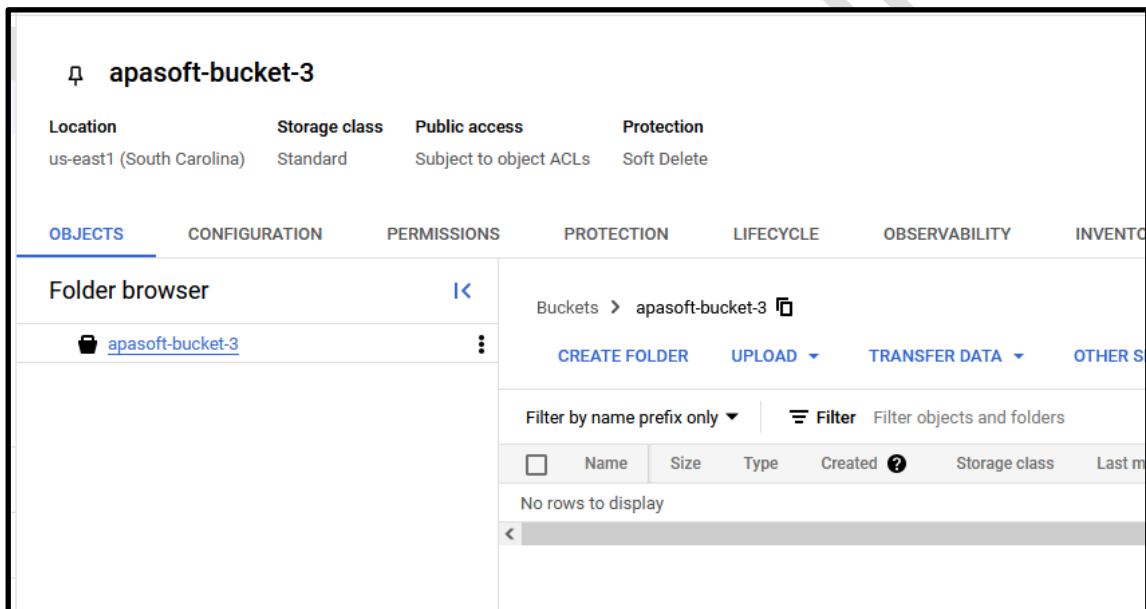 apasoft-bucket-3
Location Storage class Public access Protection
us-east1 (South Carolina) Standard Subject to object ACLs Soft Delete
OBJECTS CONFIGURATION PERMISSIONS PROTECTION LIFECYCLE OBSERVABILITY INVENTO
Folder browser
apasoft-bucket-3
Buckets > apasoft-bucket-3
CREATE FOLDER UPLOAD TRANSFER DATA OTHER S
Filter by name prefix only Filter Filter objects and folders
Name Size Type Created Storage class Last m
No rows to display